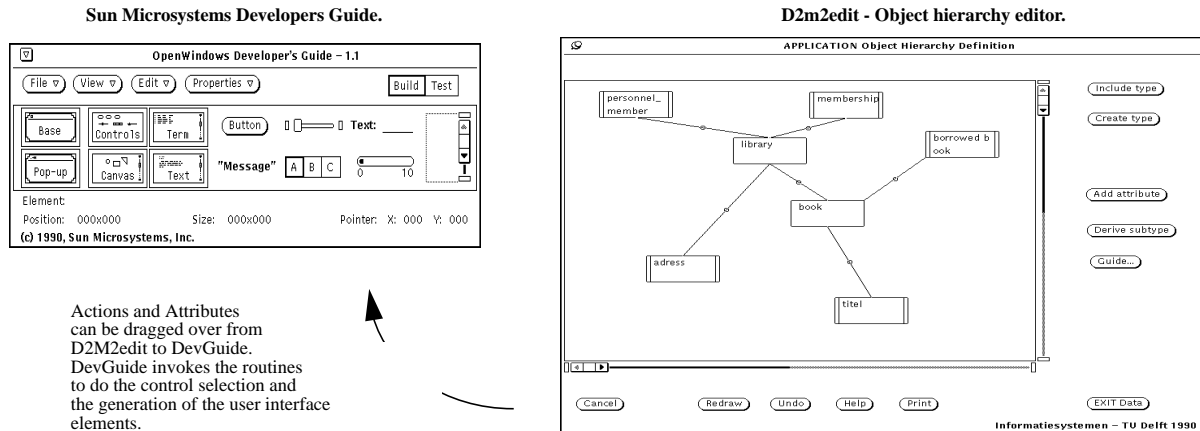 Sun Microsystems Developers Guide.
OpenWindows Developer's Guide – 1.1
File View Edit Properties Build Test
Base Controls Term Button Text:
Pop-up Canvas Text "Message" A B C 0 10
Element:
Position: 000x000 Size: 000x000 Pointer: X: 000 Y: 000
(c) 1990, Sun Microsystems, Inc.
Actions and Attributes
can be dragged over from
D2M2edit to DevGuide.
DevGuide invokes the routines
to do the control selection and
the generation of the user interface
elements.
D2m2edit - Object hierarchy editor.
APPLICATION Object Hierarchy Definition
personnel_
member
membership
library
borrowed b
ook
book
adress
titel
Include type
Create type
Add attribute
Derive subtype
Guide...
Cancel Redraw Undo Help Print EXIT Data
Informatiesystemen – TU Delft 1990